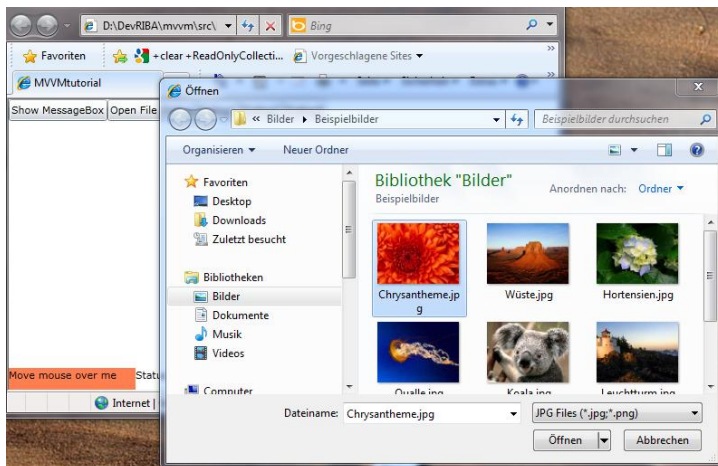 D:\DevRIBA\mvvm\src\
Bing
Favoriten
+clear +ReadOnlyCollecti...
Vorgeschlagene Sites
MVVMtutorial
Show MessageBox
Open File
Move mouse over me
Statu
Internet |
Öffnen
x
« Bilder
Beispielbilder
Beispielbilder durchsuchen
Organisieren
Neuer Ordner
Favoriten
Desktop
Downloads
Zuletzt besucht
Bibliotheken
Bilder
Dokumente
Musik
Videos
Computer
Bibliothek "Bilder"
Beispielbilder
Anordnen nach: Ordner
Chrysantheme.jp
g
Wüste.jpg
Hortensien.jpg
Qualle.jpg
Koala.jpg
Leuchtturm.jpg
Dateiname: Chrysantheme.jpg
JPG Files (*.jpg;*.png)
Öffnen
Abbrechen